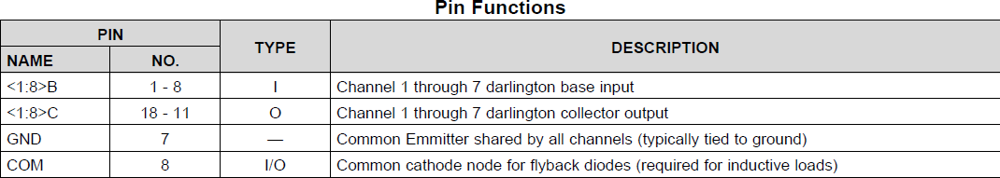 Pin Functions
PIN TYPE DESCRIPTION
NAME NO.
<1:8>B 1 - 8 I Channel 1 through 7 darlington base input
<1:8>C 18 - 11 O Channel 1 through 7 darlington collector output
GND 7 — Common Emmitter shared by all channels (typically tied to ground)
COM 8 I/O Common cathode node for flyback diodes (required for inductive loads)